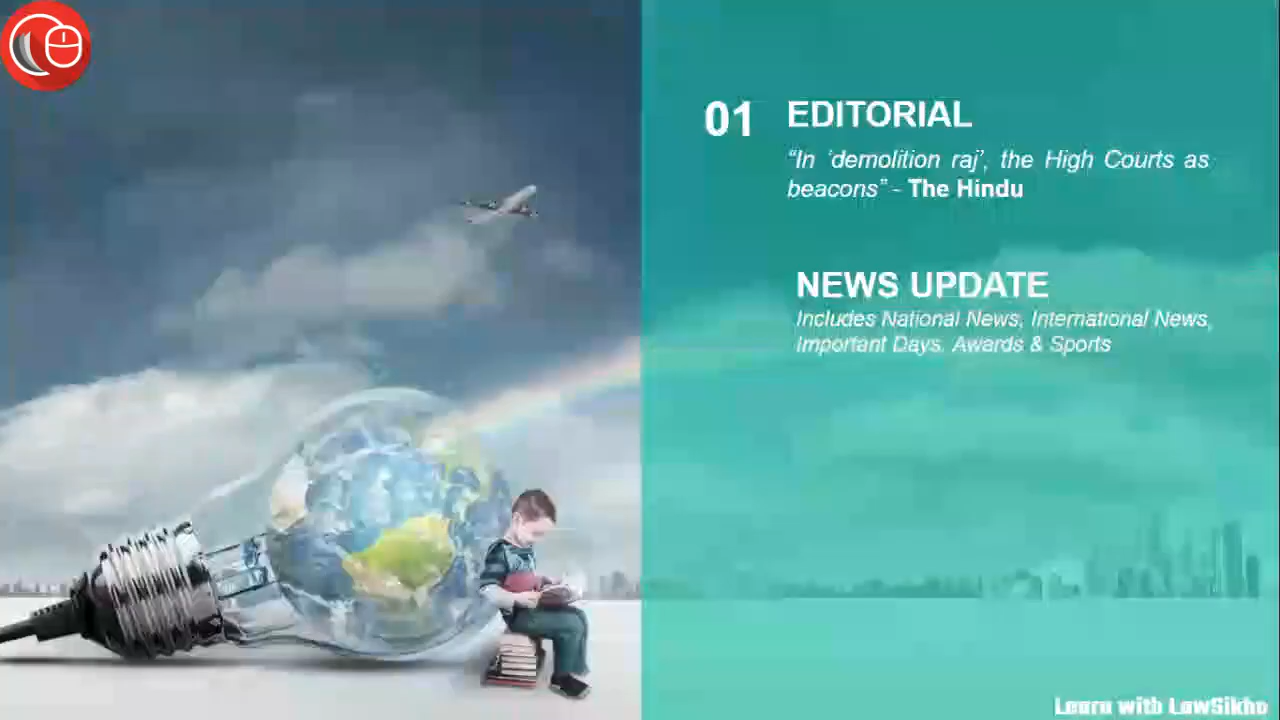 01 EDITORIAL
“In ‘demolition raj’, the High Courts as
beacons” - The Hindu
NEWS UPDATE
Includes National News, International News,
Important Days, Awards & Sports
Learn with LawSikho